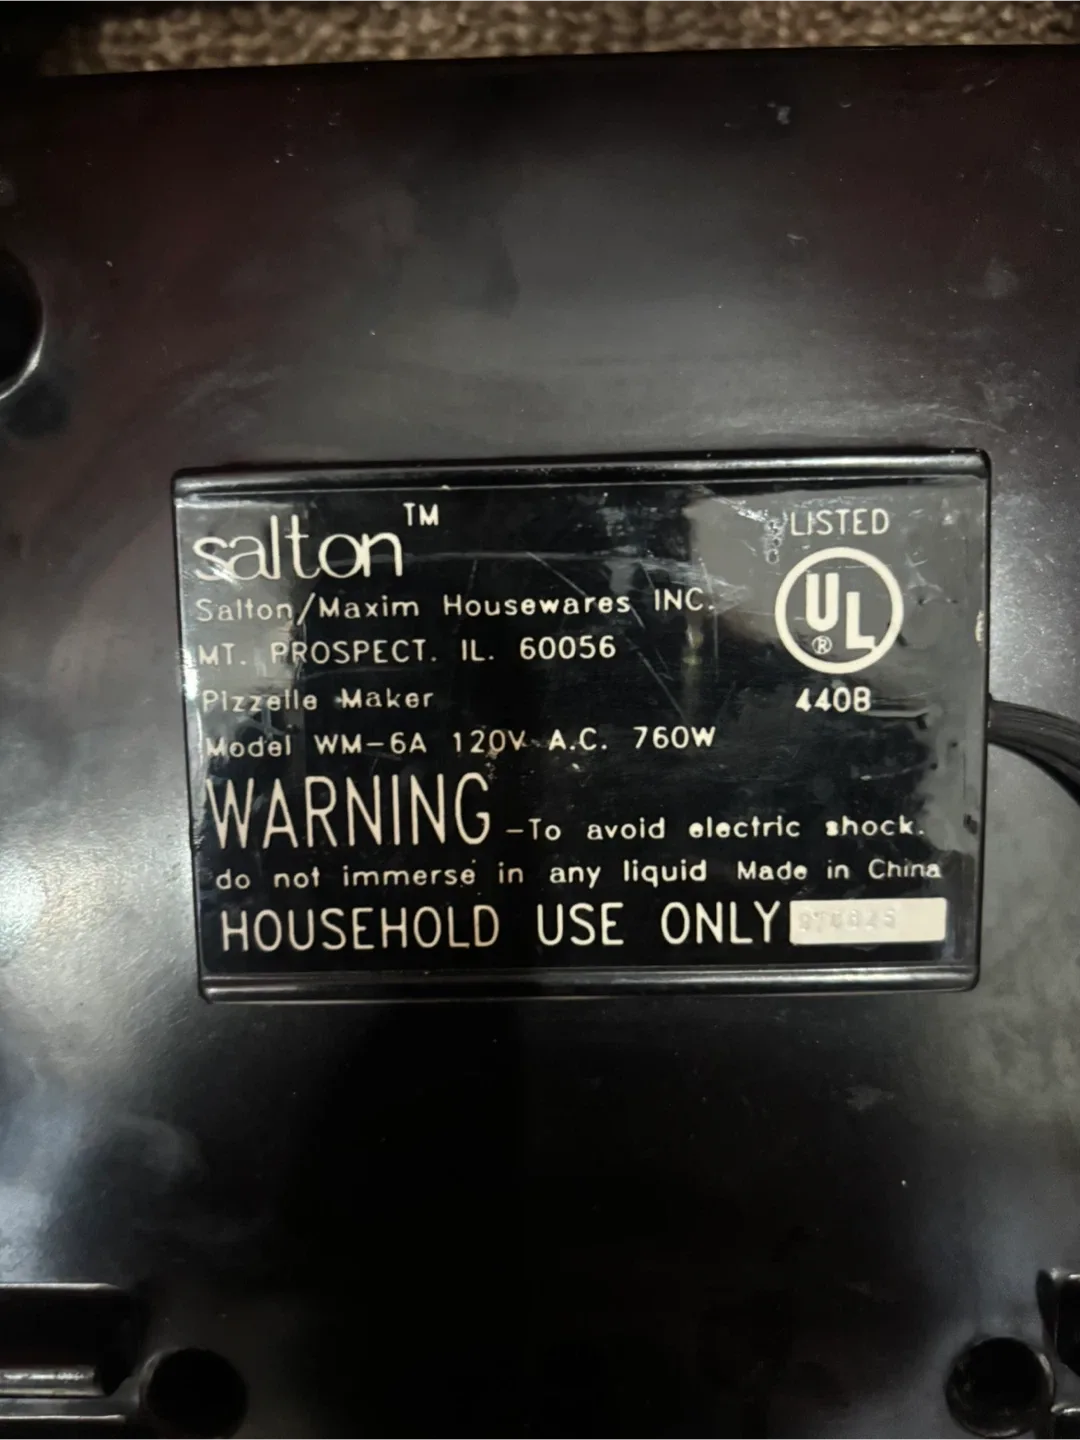 salton™
Salton/Maxim Housewares INC.
MT. PROSPECT. IL. 60056
Pizzelle Maker
Model WM-6A 120V A.C. 760W
WARNING -To avoid electric shock.
do not immerse in any liquid Made in China
HOUSEHOLD USE ONLY
LISTED
UL®
440B